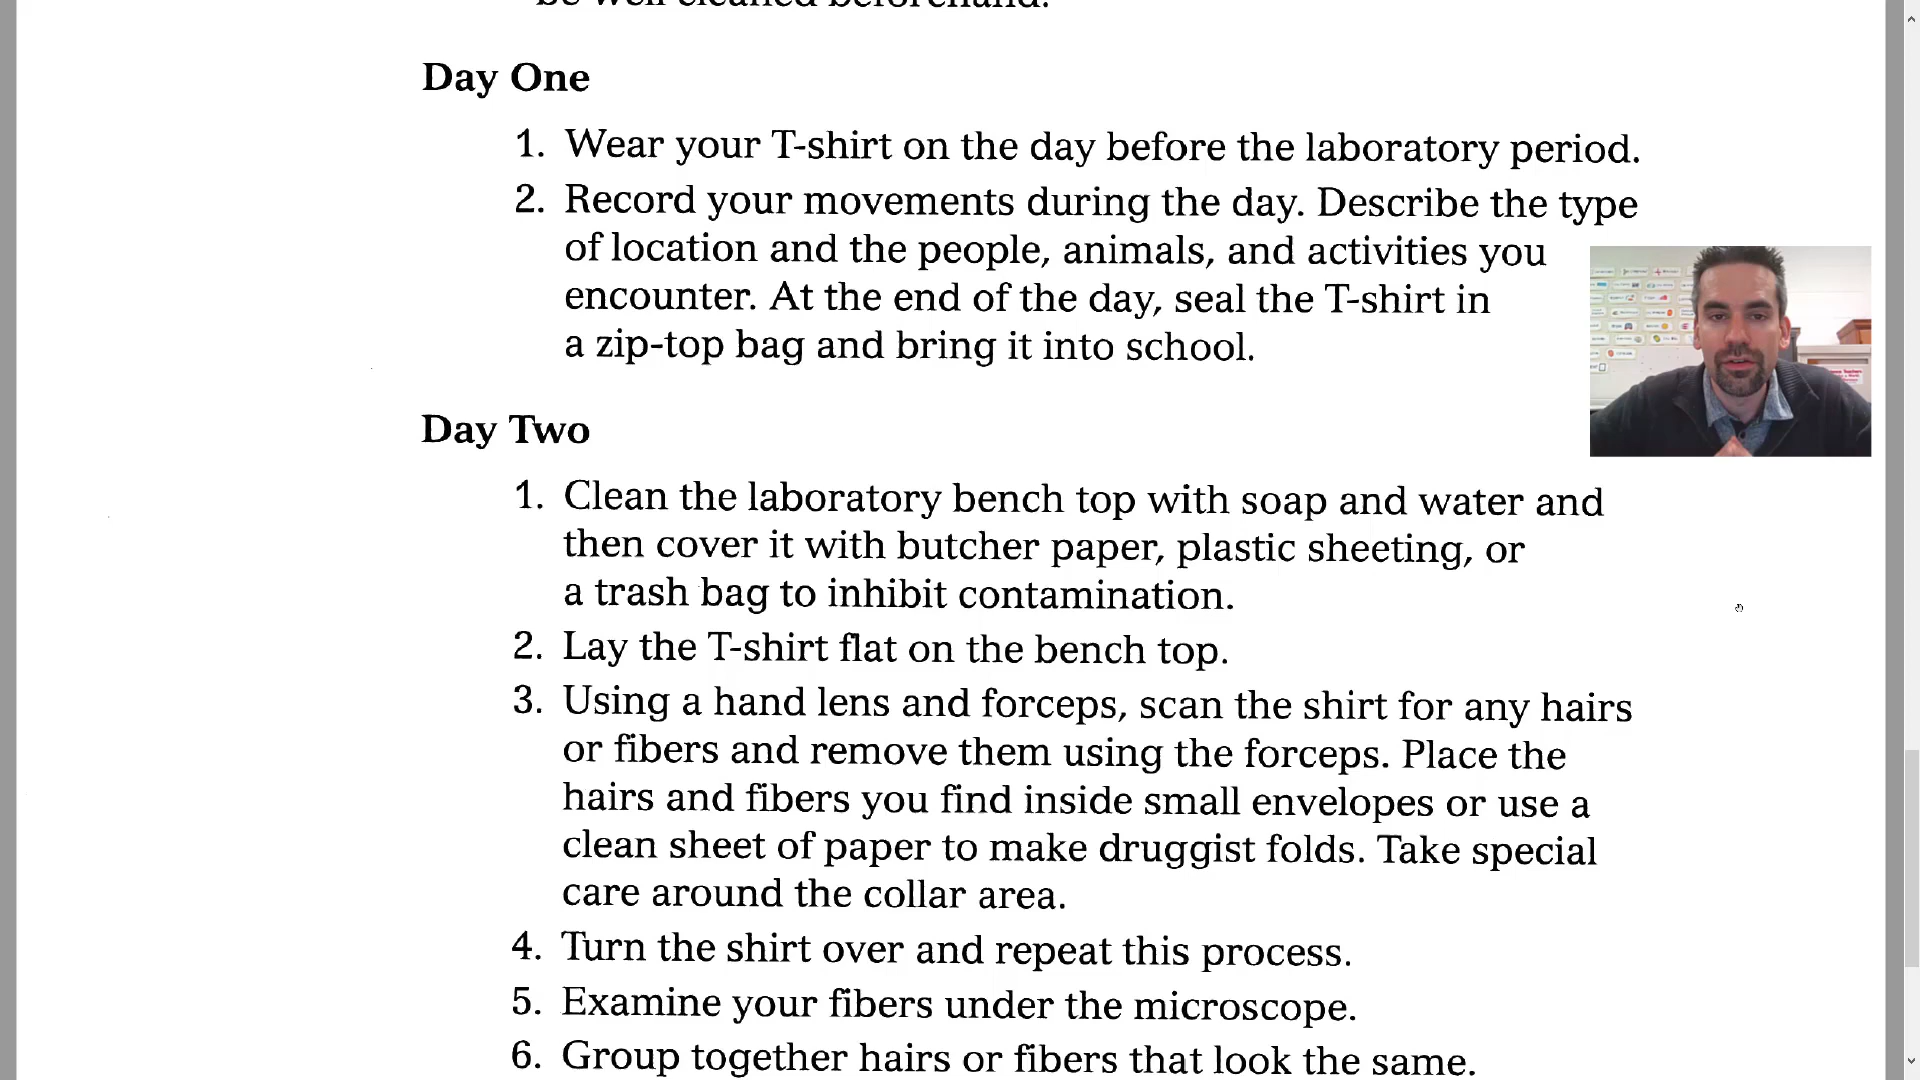 be well cleaned beforehand.
Day One
1. Wear your T-shirt on the day before the laboratory period.
2. Record your movements during the day. Describe the type
of location and the people, animals, and activities you
encounter. At the end of the day, seal the T-shirt in
a zip-top bag and bring it into school.
Day Two
1. Clean the laboratory bench top with soap and water and
then cover it with butcher paper, plastic sheeting, or
a trash bag to inhibit contamination.
2. Lay the T-shirt flat on the bench top.
3. Using a hand lens and forceps, scan the shirt for any hairs
or fibers and remove them using the forceps. Place the
hairs and fibers you find inside small envelopes or use a
clean sheet of paper to make druggist folds. Take special
care around the collar area.
4. Turn the shirt over and repeat this process.
5. Examine your fibers under the microscope.
6. Group together hairs or fibers that look the same.